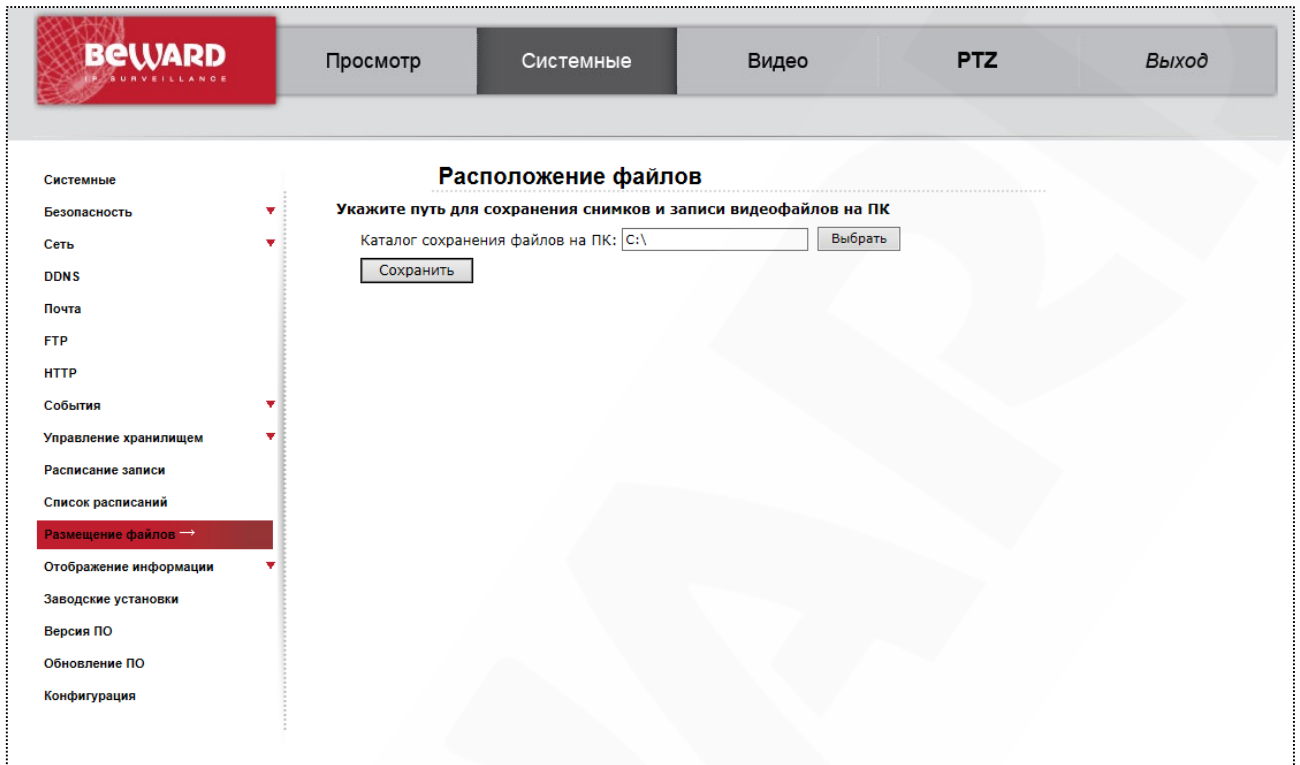 BEWARD
IP SURVEILLANCE
Просмотр Системные Видео PTZ Выход
Расположение файлов
Укажите путь для сохранения снимков и записи видеофайлов на ПК
Каталог сохранения файлов на ПК: C:\ Выбрать
Сохранить
Системные
Безопасность
Сеть
DDNS
Почта
FTP
HTTP
События
Управление хранилищем
Расписание записи
Список расписаний
Размещение файлов →
Отображение информации
Заводские установки
Версия ПО
Обновление ПО
Конфигурация